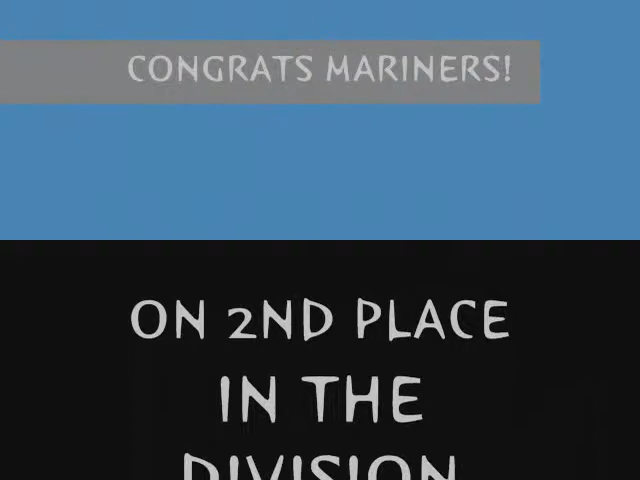 CONGRATS MARINERS!
ON 2ND PLACE
IN THE
DIVISION